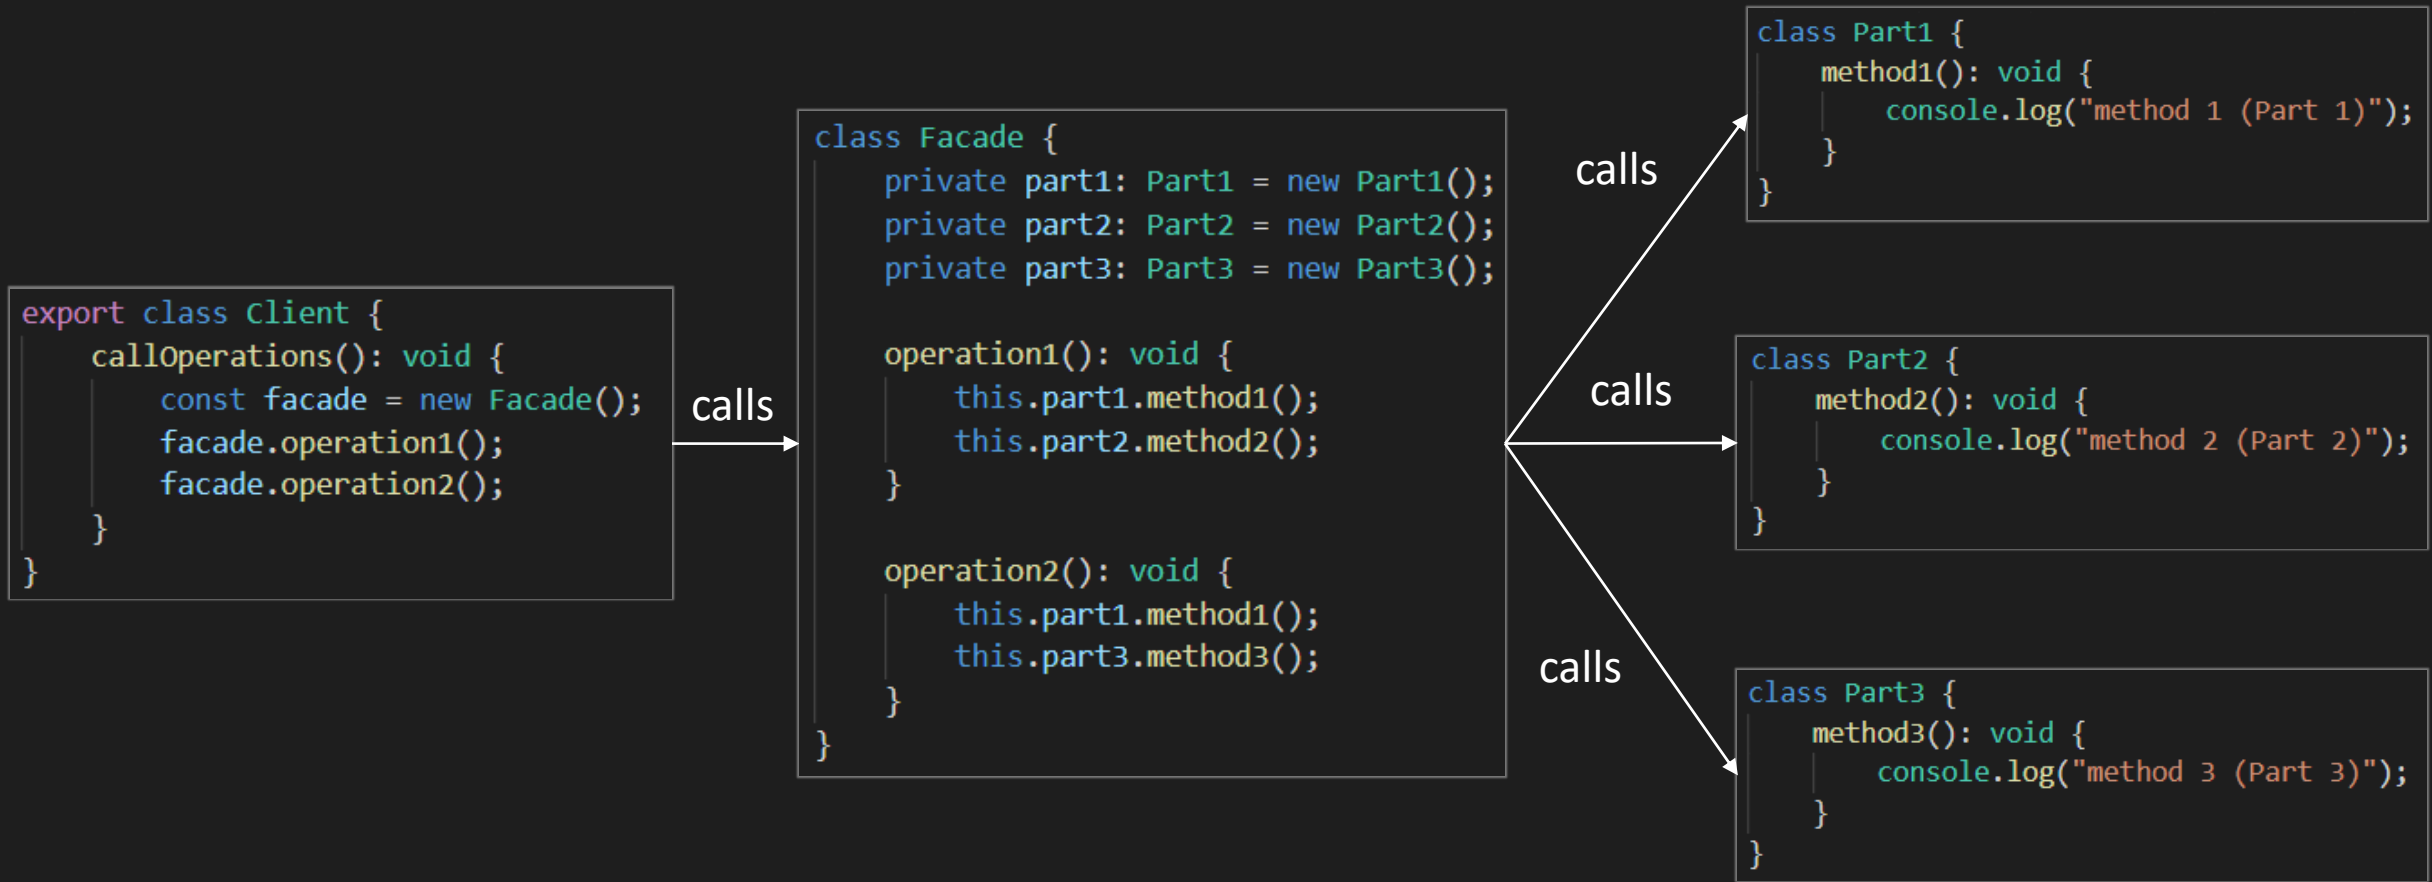 export class Client {
    callOperations(): void {
        const facade = new Facade();
        facade.operation1();
        facade.operation2();
    }
}
calls
class Facade {
    private part1: Part1 = new Part1();
    private part2: Part2 = new Part2();
    private part3: Part3 = new Part3();
    operation1(): void {
        this.part1.method1();
        this.part2.method2();
    }
    operation2(): void {
        this.part1.method1();
        this.part3.method3();
    }
}
calls
class Part1 {
    method1(): void {
        console.log("method 1 (Part 1)");
    }
}
calls
class Part2 {
    method2(): void {
        console.log("method 2 (Part 2)");
    }
}
calls
class Part3 {
    method3(): void {
        console.log("method 3 (Part 3)");
    }
}